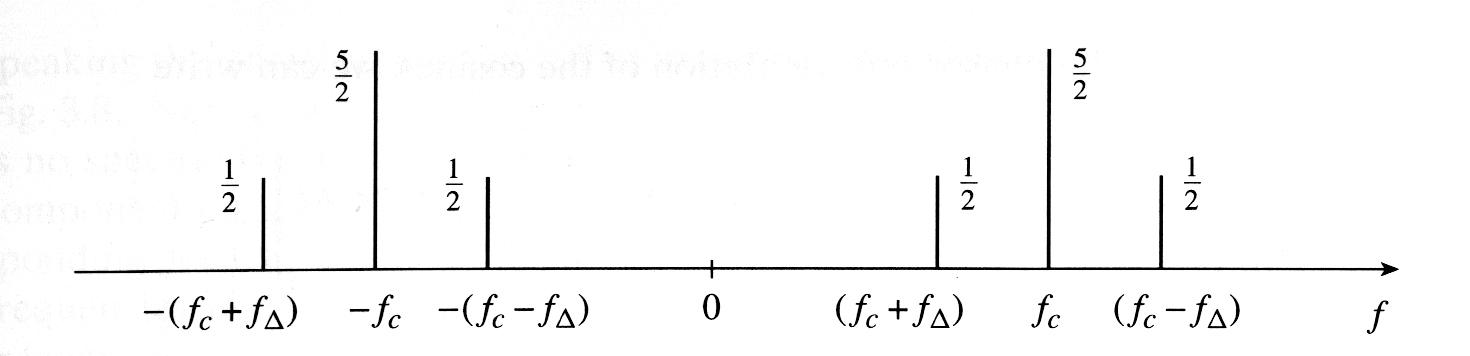 5/2 5/2
1/2 1/2 1/2 1/2
−(f_c + f_Δ) −f_c −(f_c − f_Δ) 0 (f_c + f_Δ) f_c (f_c − f_Δ) f